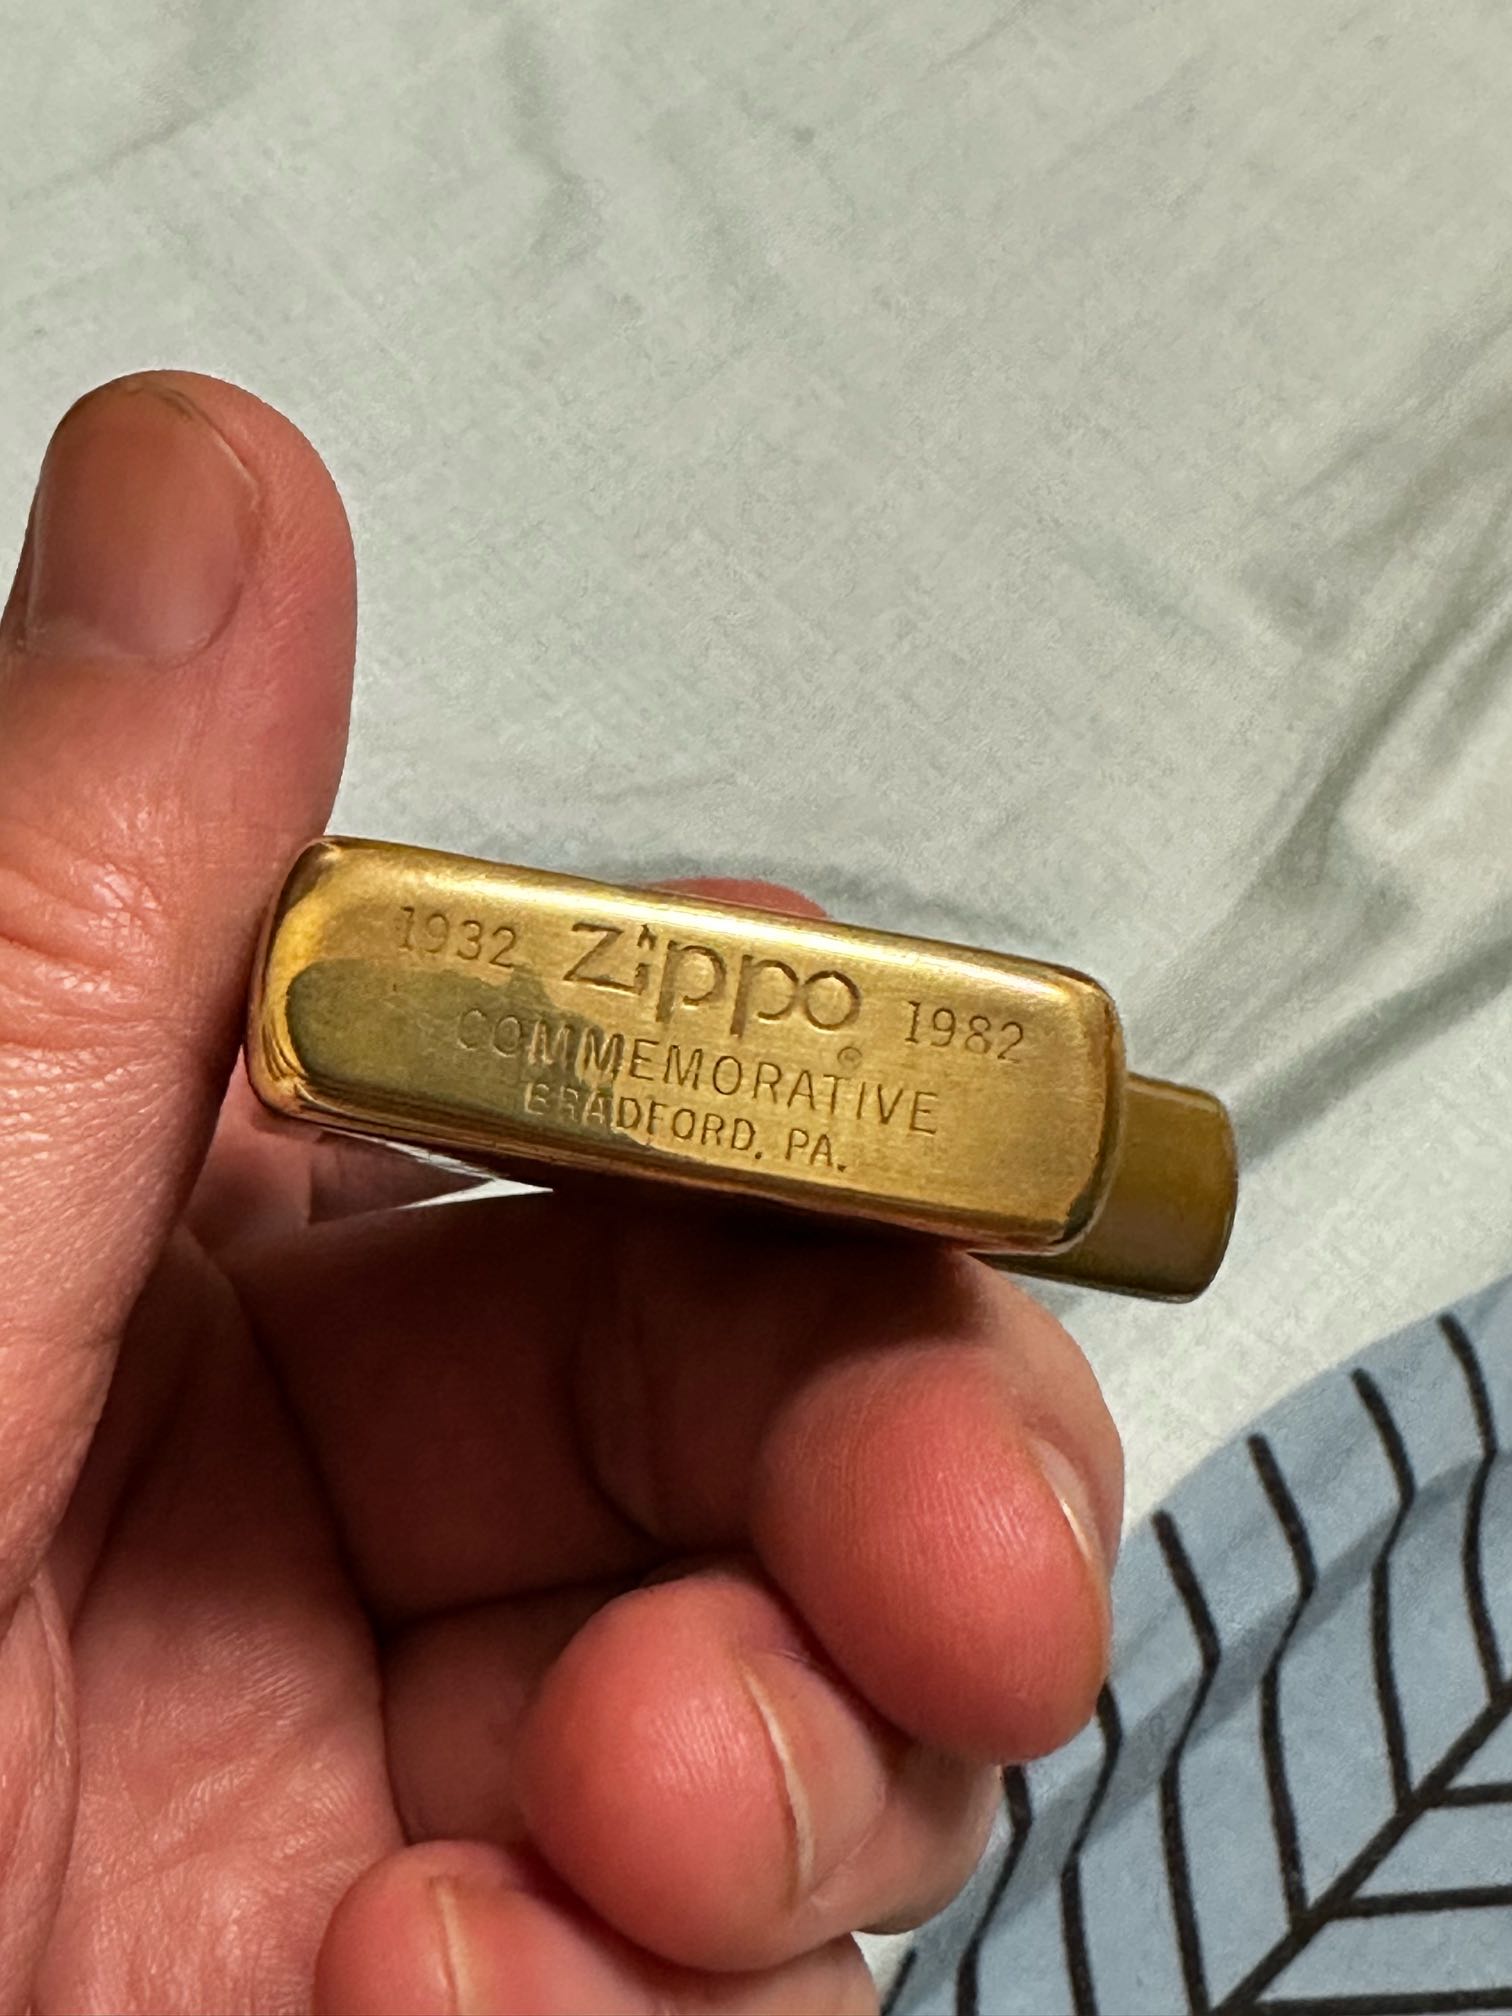 1932 Zippo ® 1982
COMMEMORATIVE
BRADFORD, PA.